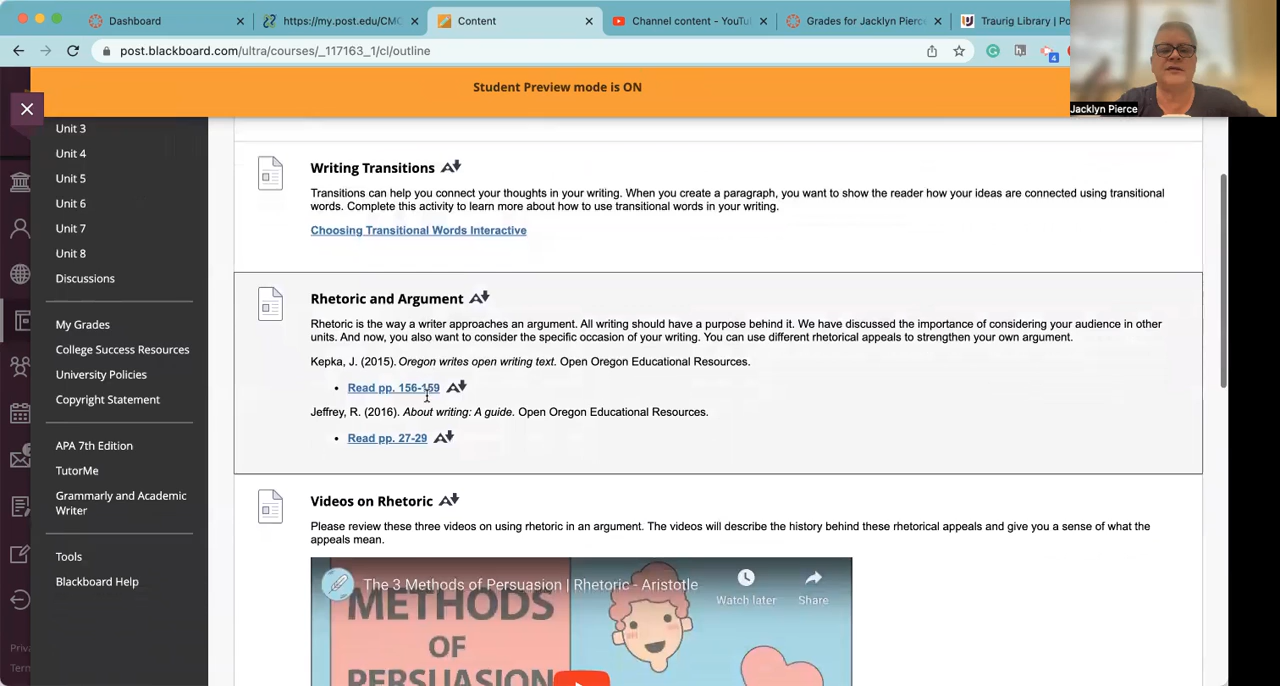 Dashboard
https://my.post.edu/CMC
Content
Channel content - YouTu
Grades for Jacklyn Pierc
Traurig Library | Po
post.blackboard.com/ultra/courses/_117163_1/cl/outline
4
Student Preview mode is ON
Jacklyn Pierce
Unit 3
Unit 4
Unit 5
Unit 6
Unit 7
Unit 8
Discussions
My Grades
College Success Resources
University Policies
Copyright Statement
APA 7th Edition
TutorMe
Grammarly and Academic
Writer
Tools
Blackboard Help
Priva
Term
Writing Transitions
Transitions can help you connect your thoughts in your writing. When you create a paragraph, you want to show the reader how your ideas are connected using transitional
words. Complete this activity to learn more about how to use transitional words in your writing.
Choosing Transitional Words Interactive
Rhetoric and Argument
Rhetoric is the way a writer approaches an argument. All writing should have a purpose behind it. We have discussed the importance of considering your audience in other
units. And now, you also want to consider the specific occasion of your writing. You can use different rhetorical appeals to strengthen your own argument.
Kepka, J. (2015). Oregon writes open writing text. Open Oregon Educational Resources.
• Read pp. 156-159
Jeffrey, R. (2016). About writing: A guide. Open Oregon Educational Resources.
• Read pp. 27-29
Videos on Rhetoric
Please review these three videos on using rhetoric in an argument. The videos will describe the history behind these rhetorical appeals and give you a sense of what the
appeals mean.
The 3 Methods of Persuasion | Rhetoric - Aristotle
Watch later
Share
METHODS
OF
PERSUASION